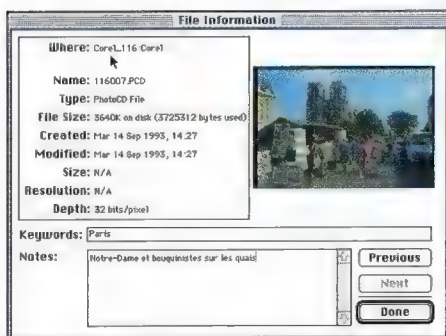 File Information
Where: Corel_116:Corel
Name: 116007.PCD
Type: PhotoCD File
File Size: 3640K on disk (3725312 bytes used)
Created: Mar 14 Sep 1993, 14:27
Modified: Mar 14 Sep 1993, 14:27
Size: N/A
Resolution: N/A
Depth: 32 bits/pixel
Keywords: Paris
Notes: Notre-Dame et bouquinistes sur les quais
Previous
Next
Done